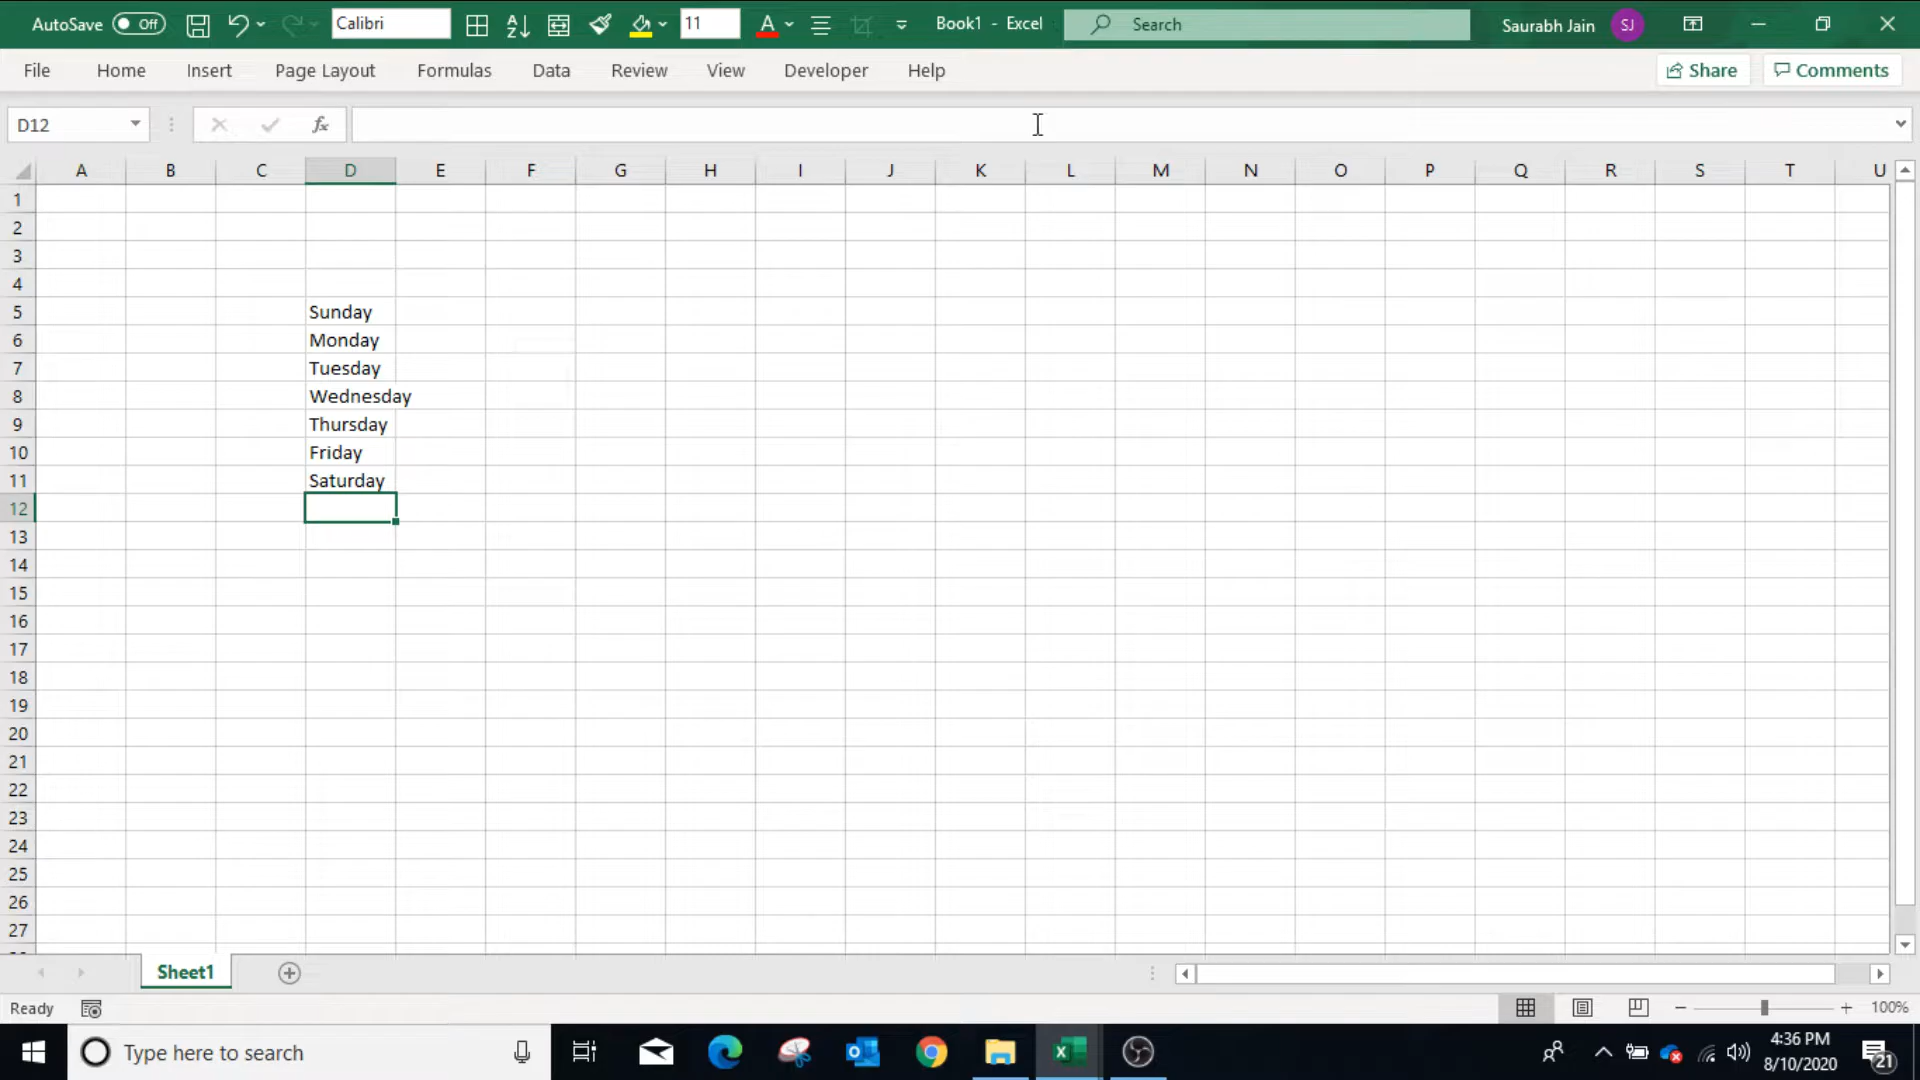 AutoSave Off Calibri 11 A Book1 - Excel Search Saurabh Jain SJ
File Home Insert Page Layout Formulas Data Review View Developer Help Share Comments
D12 fx
A B C D E F G H I J K L M N O P Q R S T U
1
2
3
4
5 Sunday
6 Monday
7 Tuesday
8 Wednesday
9 Thursday
10 Friday
11 Saturday
12
13
14
15
16
17
18
19
20
21
22
23
24
25
26
27
Sheet1
Ready 100%
Type here to search 4:36 PM
8/10/2020 21